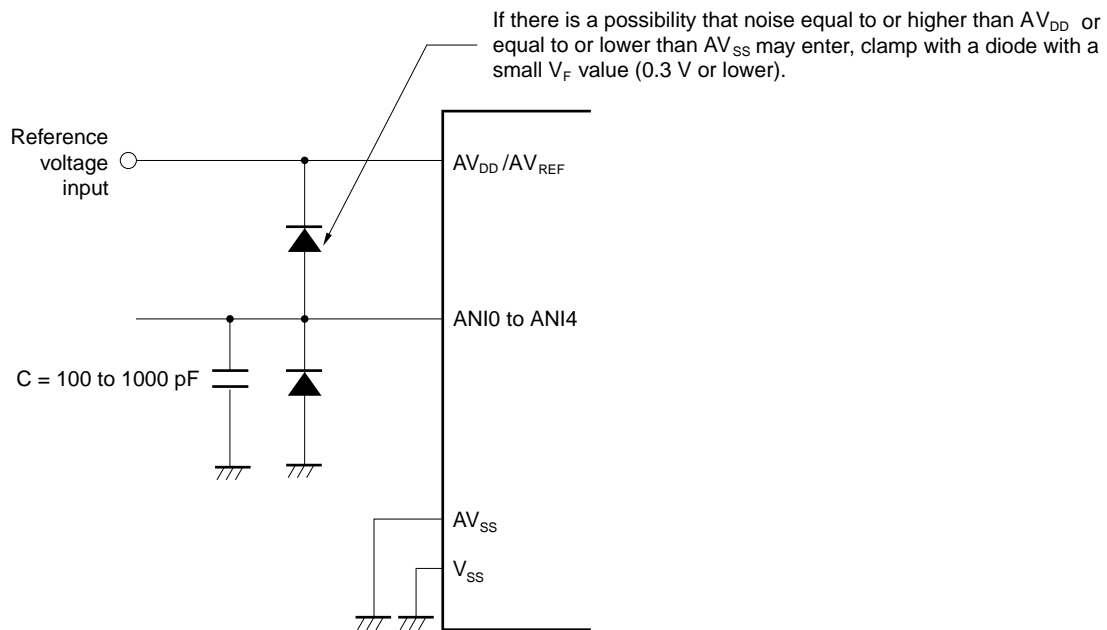 If there is a possibility that noise equal to or higher than AVDD or
equal to or lower than AVSS may enter, clamp with a diode with a
small VF value (0.3 V or lower).
Reference
voltage
input
AVDD /AVREF
ANI0 to ANI4
C = 100 to 1000 pF
AVSS
VSS